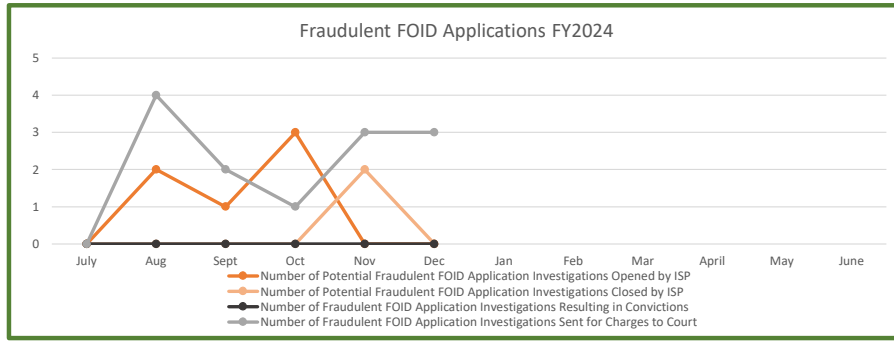 Fraudulent FOID Applications FY2024
5
4
3
2
1
0
July Aug Sept Oct Nov Dec Jan Feb Mar April May June
Number of Potential Fraudulent FOID Application Investigations Opened by ISP
Number of Potential Fraudulent FOID Application Investigations Closed by ISP
Number of Fraudulent FOID Application Investigations Resulting in Convictions
Number of Fraudulent FOID Application Investigations Sent for Charges to Court